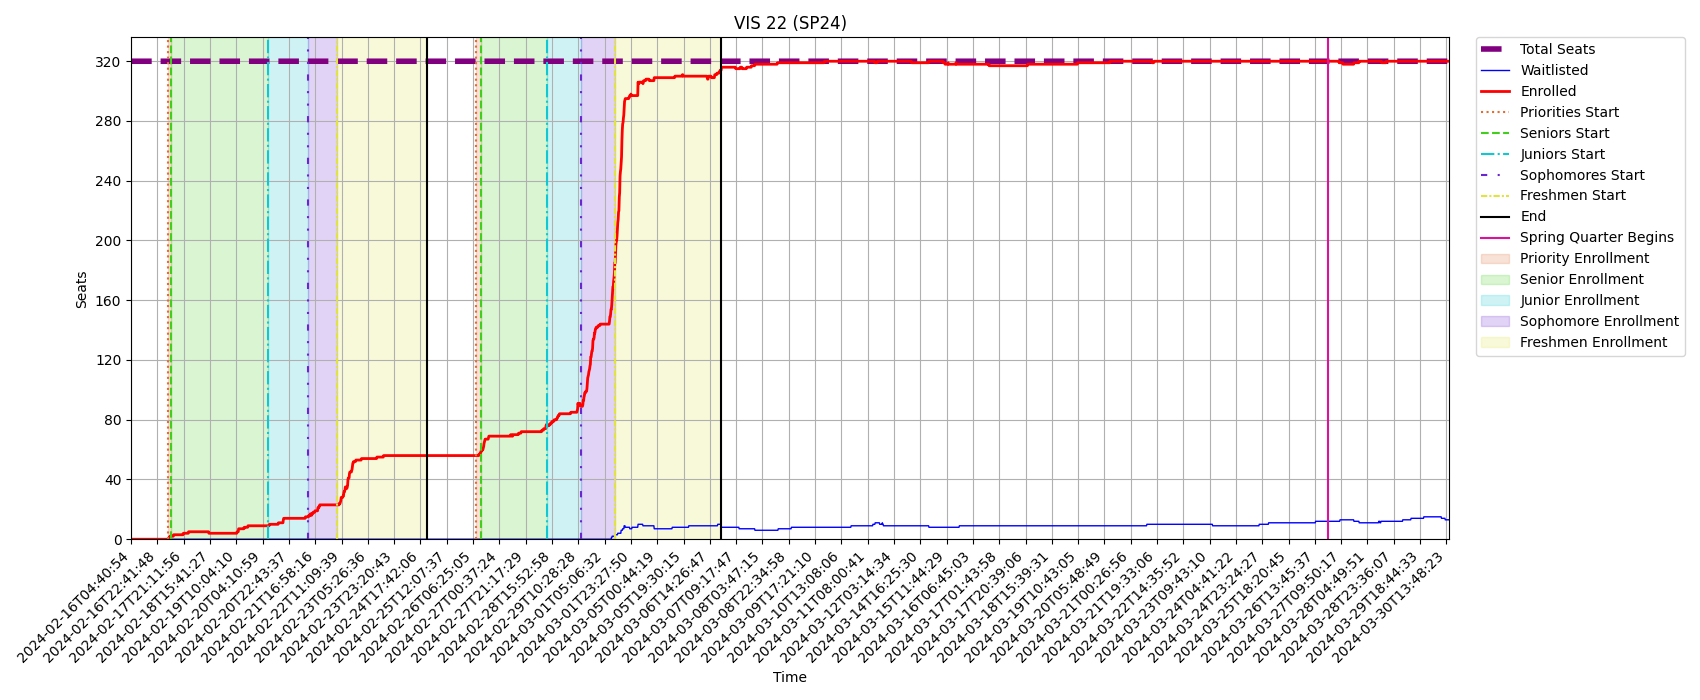 VIS 22 (SP24)
Seats
320
280
240
200
160
120
80
40
0
2024-02-16T04:40:54
2024-02-16T22:41:48
2024-02-17T21:11:56
2024-02-18T15:41:27
2024-02-19T10:04:10
2024-02-20T04:10:59
2024-02-20T22:43:37
2024-02-21T16:58:16
2024-02-22T11:09:39
2024-02-23T05:26:36
2024-02-23T23:20:43
2024-02-24T17:42:06
2024-02-25T12:07:37
2024-02-26T06:25:05
2024-02-27T00:37:24
2024-02-27T21:17:29
2024-02-28T15:52:58
2024-02-29T10:28:28
2024-03-01T05:06:32
2024-03-01T23:27:50
2024-03-05T00:44:19
2024-03-05T19:30:15
2024-03-06T14:26:47
2024-03-07T09:17:47
2024-03-08T03:47:15
2024-03-08T22:34:58
2024-03-09T17:21:10
2024-03-10T13:08:06
2024-03-11T08:00:41
2024-03-12T03:14:34
2024-03-14T16:25:30
2024-03-15T11:44:29
2024-03-16T06:45:03
2024-03-17T01:43:58
2024-03-17T20:39:06
2024-03-18T15:39:31
2024-03-19T10:43:05
2024-03-20T05:48:49
2024-03-21T00:26:56
2024-03-21T19:33:06
2024-03-22T14:35:52
2024-03-23T09:43:10
2024-03-24T04:41:22
2024-03-24T23:24:27
2024-03-25T18:20:45
2024-03-26T13:45:37
2024-03-27T09:50:17
2024-03-28T04:49:51
2024-03-28T23:36:07
2024-03-29T18:44:33
2024-03-30T13:48:23
Time
Total Seats
Waitlisted
Enrolled
Priorities Start
Seniors Start
Juniors Start
Sophomores Start
Freshmen Start
End
Spring Quarter Begins
Priority Enrollment
Senior Enrollment
Junior Enrollment
Sophomore Enrollment
Freshmen Enrollment